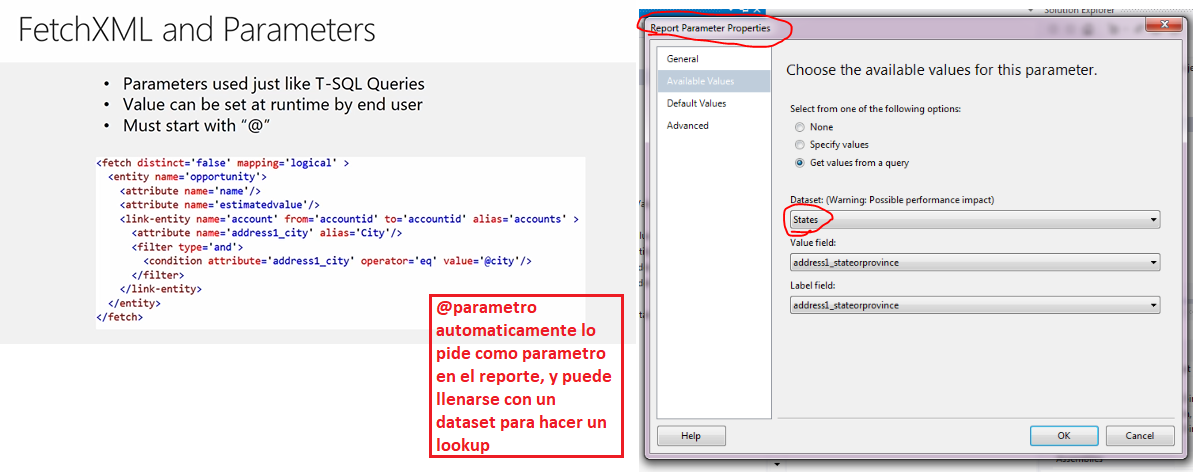 FetchXML and Parameters
• Parameters used just like T-SQL Queries
• Value can be set at runtime by end user
• Must start with “@”
<fetch distinct='false' mapping='logical' >
<entity name='opportunity'>
<attribute name='name'/>
<attribute name='estimatedvalue'/>
<link-entity name='account' from='accountid' to='accountid' alias='accounts' >
<attribute name='address1_city' alias='City'/>
<filter type='and'>
<condition attribute='address1_city' operator='eq' value='@city'/>
</filter>
</link-entity>
</entity>
</fetch>
@parametro
automaticamente lo
pide como parametro
en el reporte, y puede
llenarse con un
dataset para hacer un
lookup
Solution Explorer
Report Parameter Properties
General
Available Values
Default Values
Advanced
Choose the available values for this parameter.
Select from one of the following options:
None
Specify values
Get values from a query
Dataset: (Warning: Possible performance impact)
States
Value field:
address1_stateorprovince
Label field:
address1_stateorprovince
Help
OK
Cancel